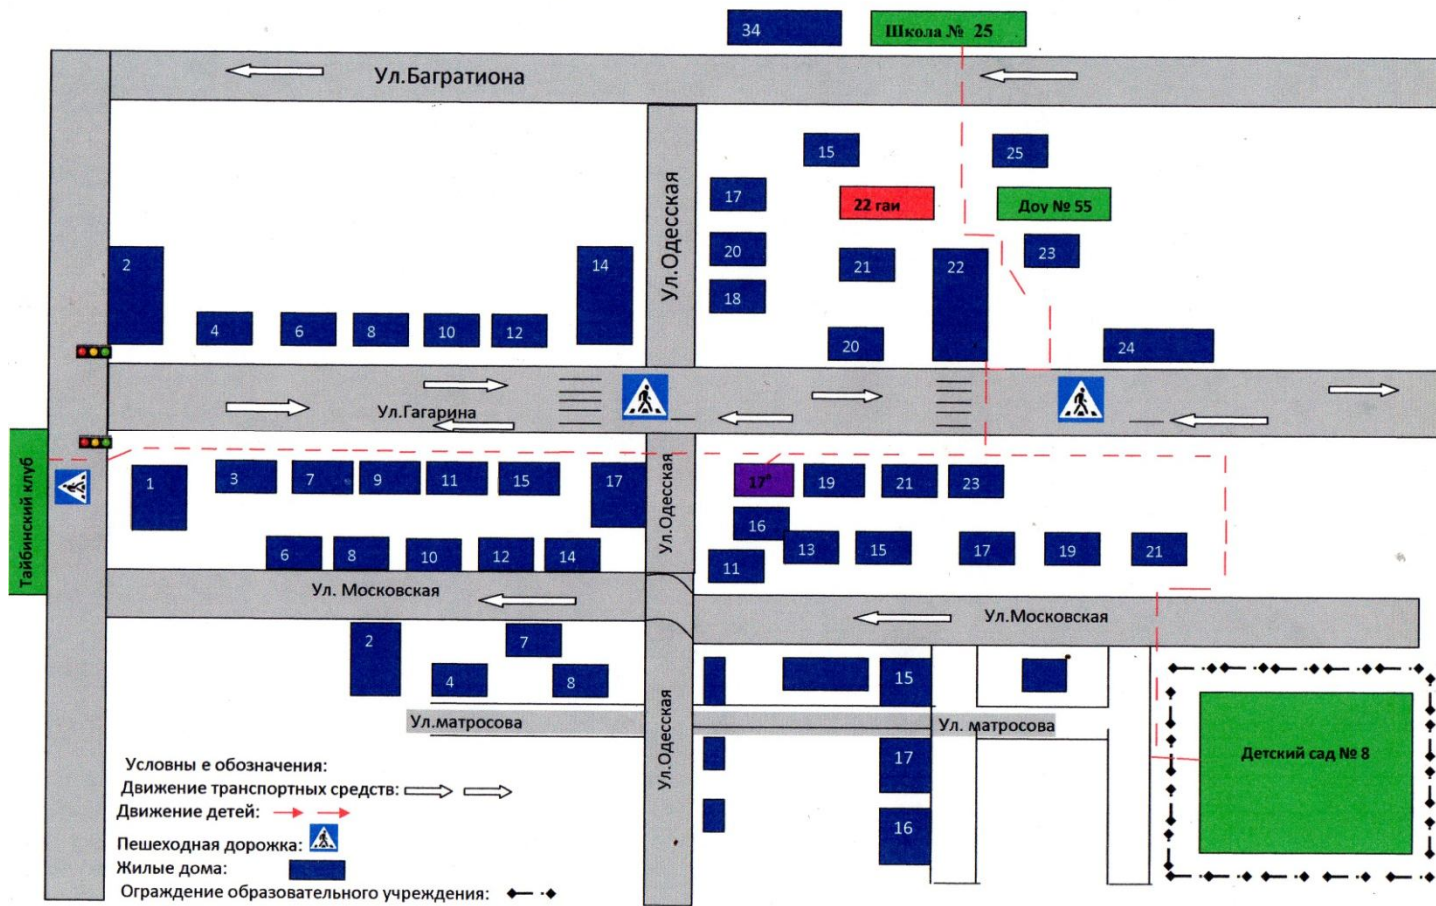 34
Школа № 25
Ул.Багратиона
15
25
17
22 гаи
Доу № 55
Ул.Одесская
20
21
22
23
2
14
18
4
6
8
10
12
20
24
Ул.Гагарина
Тайбинский клуб
1
3
7
9
11
15
17
Ул.Одесская
17а
19
21
23
16
6
8
10
12
14
11
13
15
17
19
21
Ул. Московская
Ул.Московская
2
7
4
8
15
Ул.матросова
Ул. матросова
Ул.Одесская
17
16
Детский сад № 8
Условны е обозначения:
Движение транспортных средств:
Движение детей:
Пешеходная дорожка:
Жилые дома:
Ограждение образовательного учреждения: